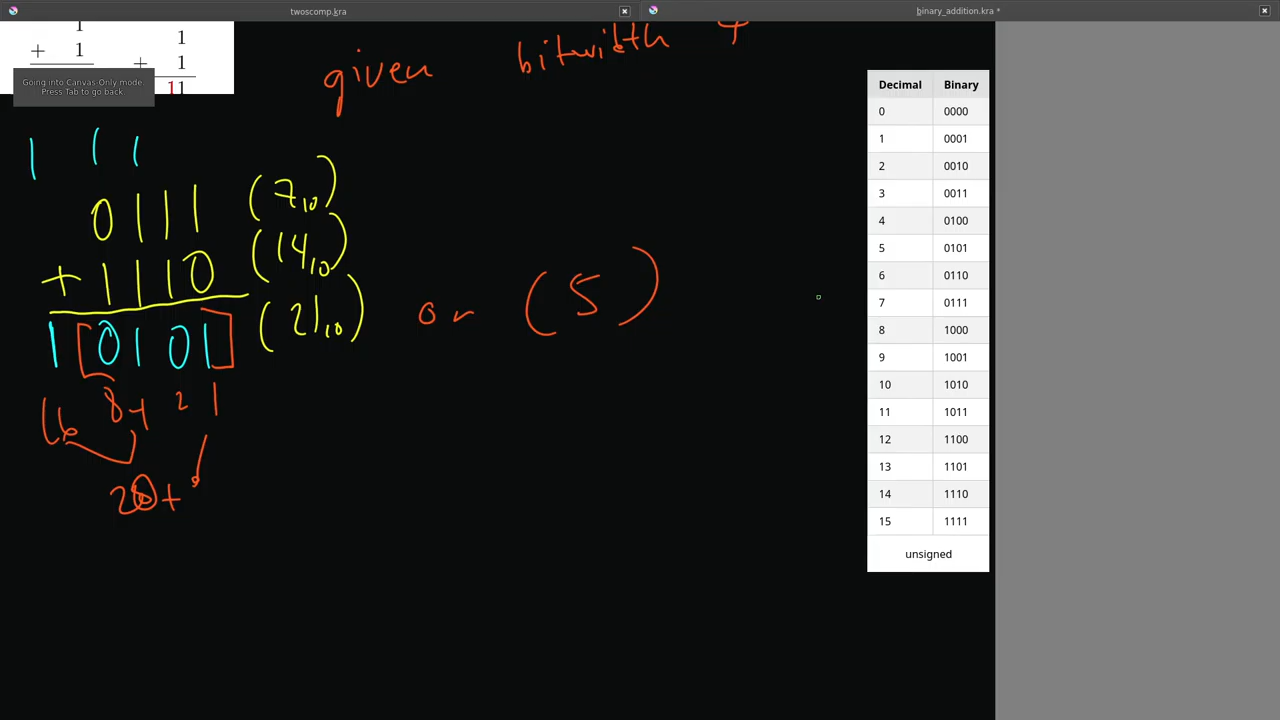 twoscomp.kra
binary_addition.kra *
1
+ 1
1
+ 1
11
Going into Canvas-Only mode.
Press Tab to go back.
given bitwidth 4
1 1 1
0111 (7₁₀)
+1110 (14₁₀)
1[0101] (21₁₀) or (5)
16 8 4 2 1
20+
Decimal Binary
0 0000
1 0001
2 0010
3 0011
4 0100
5 0101
6 0110
7 0111
8 1000
9 1001
10 1010
11 1011
12 1100
13 1101
14 1110
15 1111
unsigned